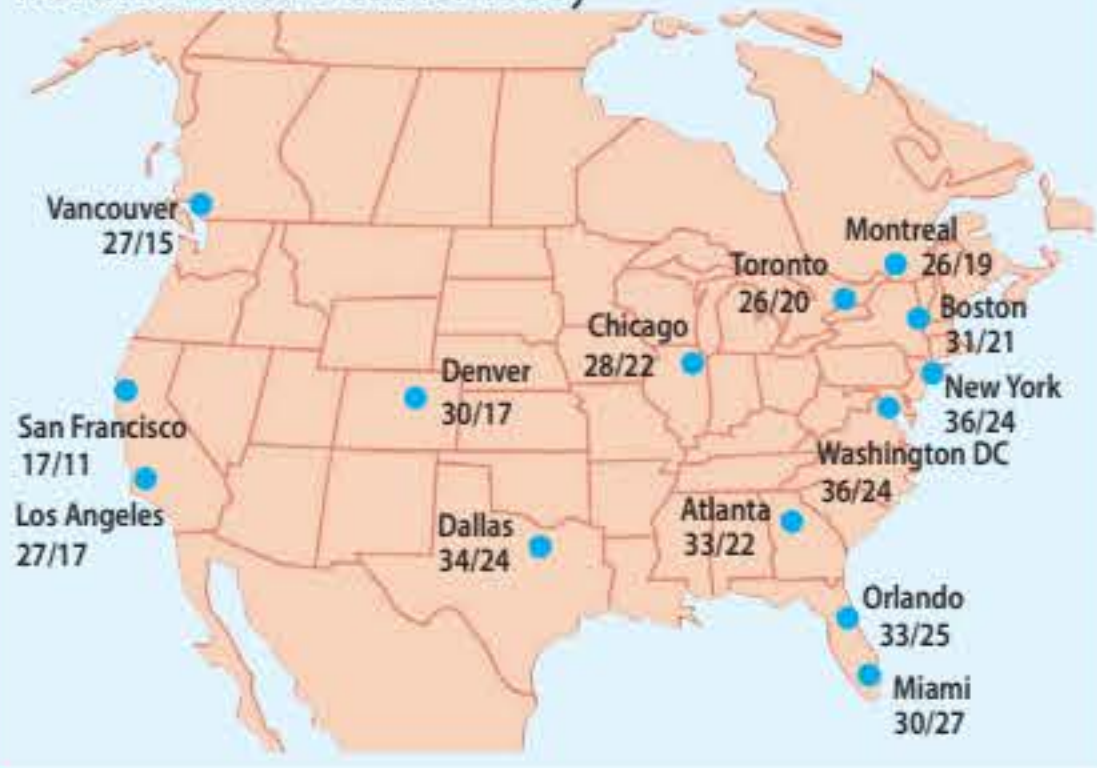 Vancouver
27/15
Montreal
26/19
Toronto
26/20
Boston
31/21
Chicago
28/22
Denver
30/17
New York
36/24
San Francisco
17/11
Washington DC
36/24
Los Angeles
27/17
Dallas
34/24
Atlanta
33/22
Orlando
33/25
Miami
30/27